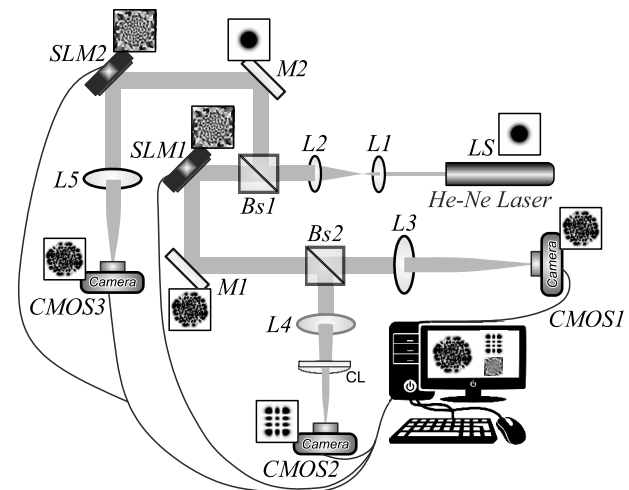 SLM2
M2
SLM1
L2
L1
LS
L5
Bs1
He-Ne Laser
Bs2
L3
Camera
CMOS3
M1
Camera
CMOS1
L4
CL
Camera
CMOS2